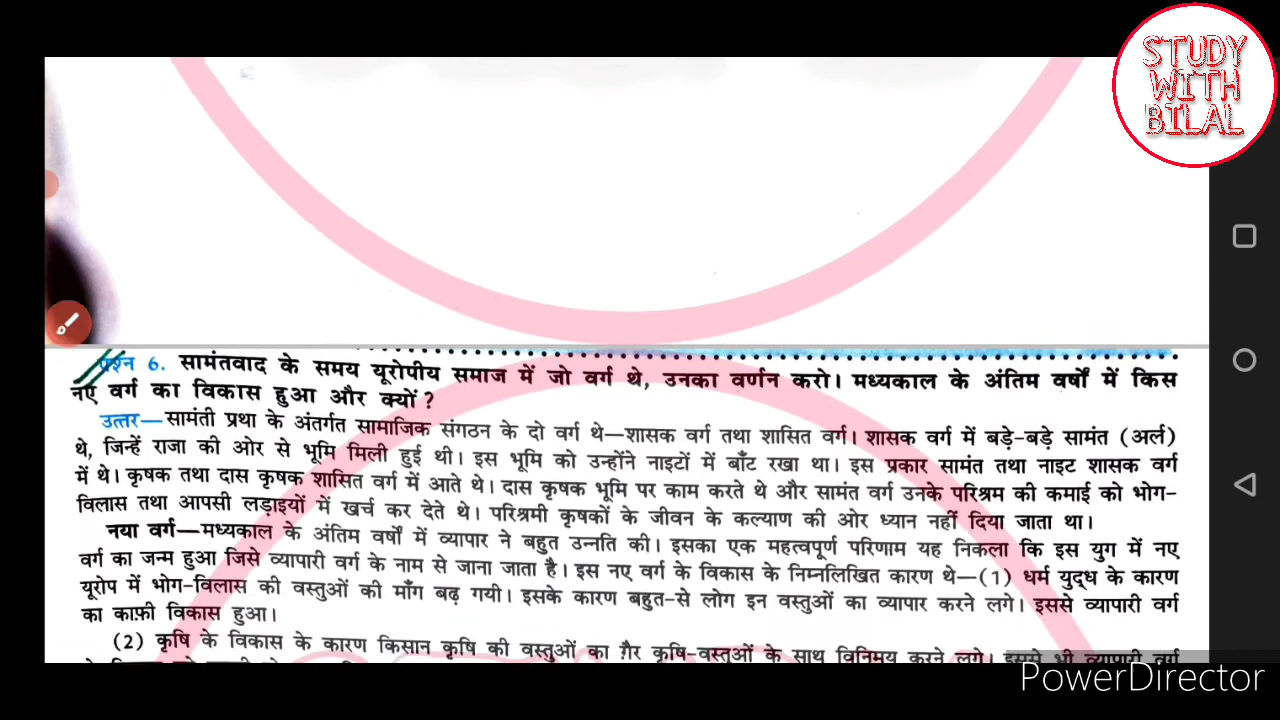 STUDY
WITH
BILAL
प्रश्न 6. सामंतवाद के समय यूरोपीय समाज में जो वर्ग थे, उनका वर्णन करो। मध्यकाल के अंतिम वर्षों में किस
नए वर्ग का विकास हुआ और क्यों ?
उत्तर—सामंती प्रथा के अंतर्गत सामाजिक संगठन के दो वर्ग थे—शासक वर्ग तथा शासित वर्ग। शासक वर्ग में बड़े-बड़े सामंत (अर्ल)
थे, जिन्हें राजा की ओर से भूमि मिली हुई थी। इस भूमि को उन्होंने नाइटों में बाँट रखा था। इस प्रकार सामंत तथा नाइट शासक वर्ग
में थे। कृषक तथा दास कृषक शासित वर्ग में आते थे। दास कृषक भूमि पर काम करते थे और सामंत वर्ग उनके परिश्रम की कमाई को भोग-
विलास तथा आपसी लड़ाइयों में खर्च कर देते थे। परिश्रमी कृषकों के जीवन के कल्याण की ओर ध्यान नहीं दिया जाता था।
नया वर्ग—मध्यकाल के अंतिम वर्षों में व्यापार ने बहुत उन्नति की। इसका एक महत्वपूर्ण परिणाम यह निकला कि इस युग में नए
वर्ग का जन्म हुआ जिसे व्यापारी वर्ग के नाम से जाना जाता है। इस नए वर्ग के विकास के निम्नलिखित कारण थे—(1) धर्म युद्ध के कारण
यूरोप में भोग-विलास की वस्तुओं की माँग बढ़ गयी। इसके कारण बहुत-से लोग इन वस्तुओं का व्यापार करने लगे। इससे व्यापारी वर्ग
का काफ़ी विकास हुआ।
(2) कृषि के विकास के कारण किसान कृषि की वस्तुओं का ग़ैर कृषि-वस्तुओं के साथ विनिमय करने लगे। इससे भी व्यापारी वर्ग
PowerDirector